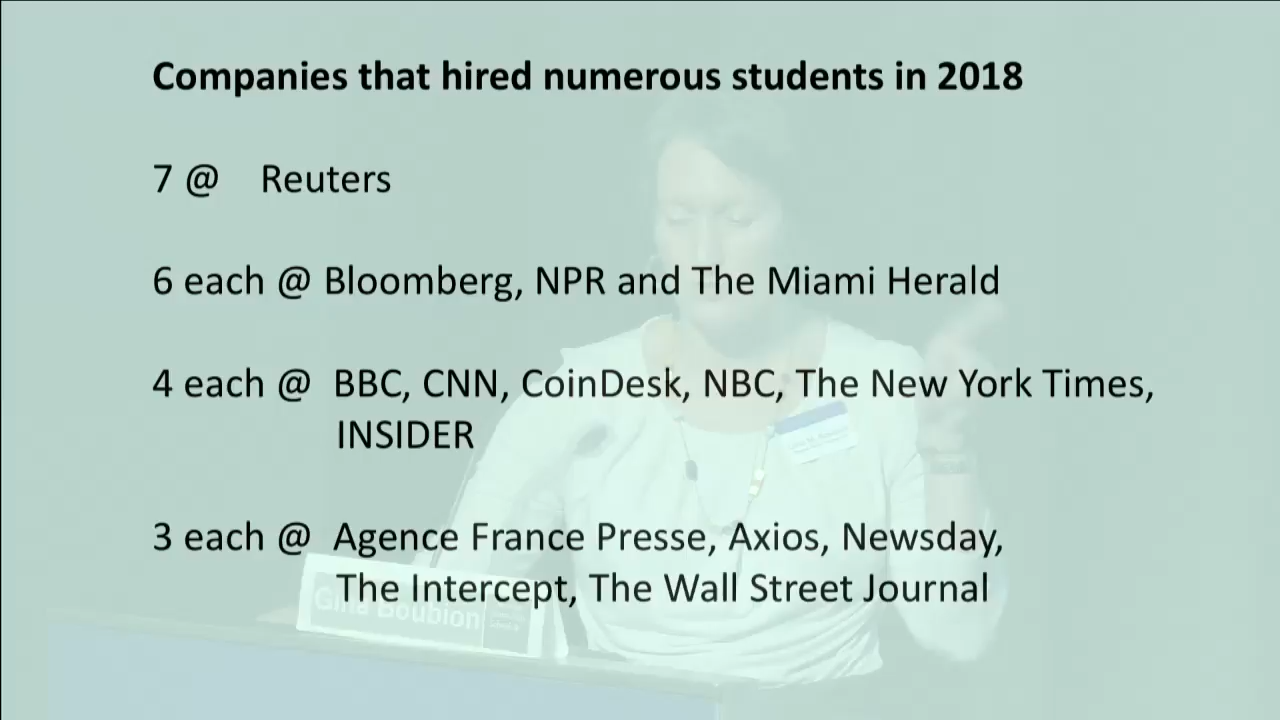 Companies that hired numerous students in 2018
7 @ Reuters
6 each @ Bloomberg, NPR and The Miami Herald
4 each @ BBC, CNN, CoinDesk, NBC, The New York Times,
INSIDER
3 each @ Agence France Presse, Axios, Newsday,
The Intercept, The Wall Street Journal
Gina Boubion